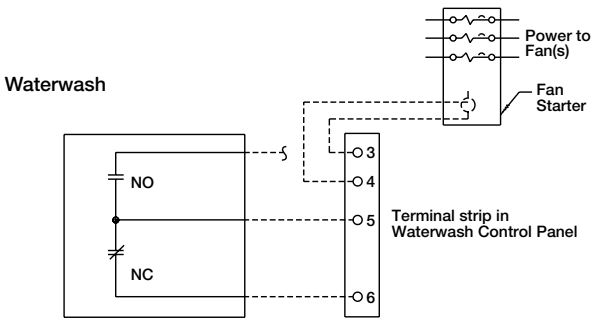 Power to
Fan(s)
Waterwash
Fan
Starter
3
NO
4
5
Terminal strip in
Waterwash Control Panel
NC
6